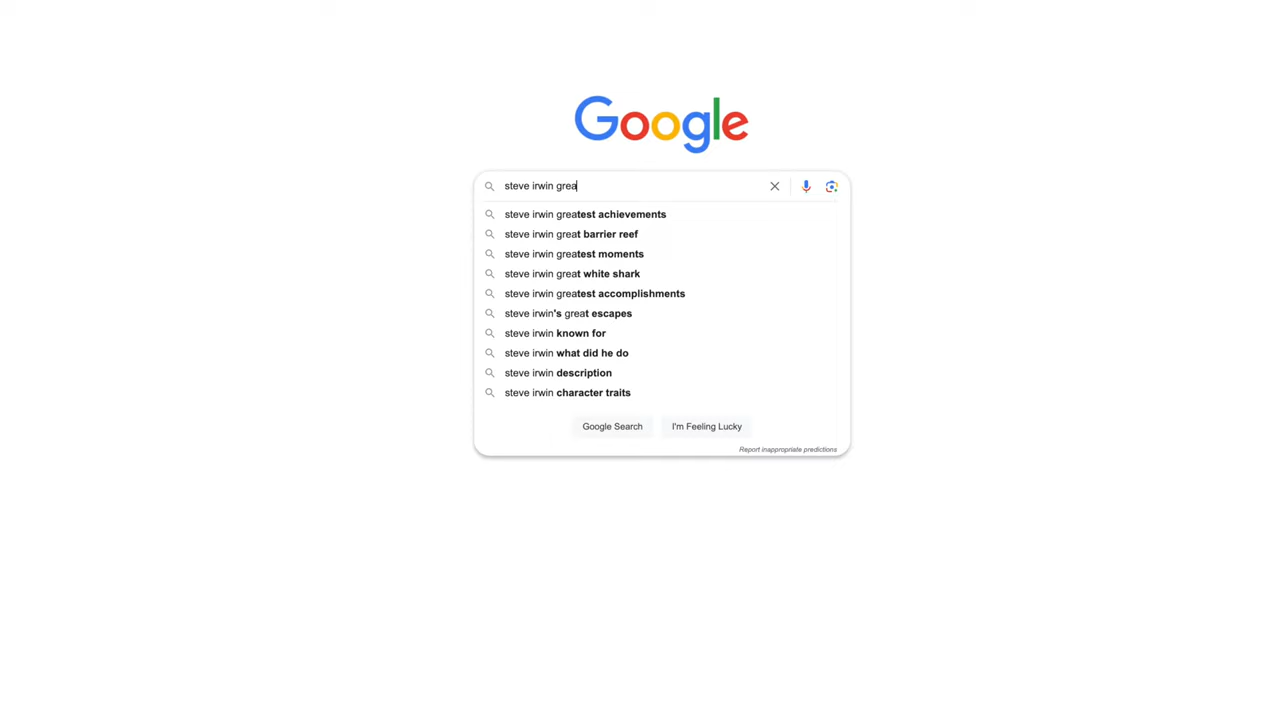 Google
steve irwin grea
steve irwin greatest achievements
steve irwin great barrier reef
steve irwin greatest moments
steve irwin great white shark
steve irwin greatest accomplishments
steve irwin's great escapes
steve irwin known for
steve irwin what did he do
steve irwin description
steve irwin character traits
Google Search I'm Feeling Lucky
Report inappropriate predictions